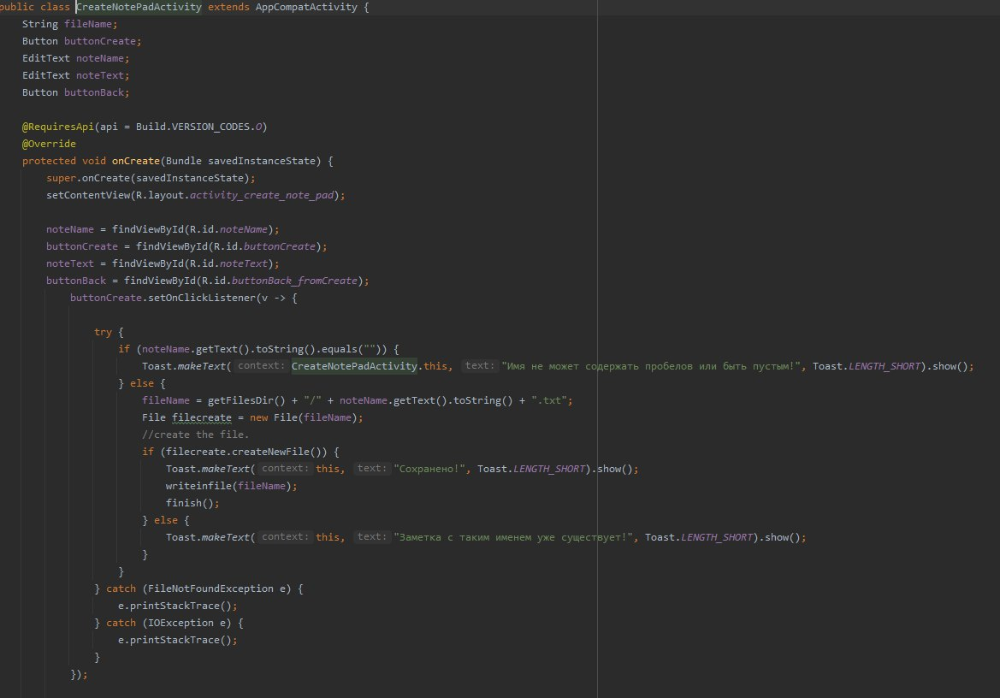 public class CreateNotePadActivity extends AppCompatActivity {
String fileName;
Button buttonCreate;
EditText noteName;
EditText noteText;
Button buttonBack;
@RequiresApi(api = Build.VERSION_CODES.O)
@Override
protected void onCreate(Bundle savedInstanceState) {
super.onCreate(savedInstanceState);
setContentView(R.layout.activity_create_note_pad);
noteName = findViewById(R.id.noteName);
buttonCreate = findViewById(R.id.buttonCreate);
noteText = findViewById(R.id.noteText);
buttonBack = findViewById(R.id.buttonBack_fromCreate);
buttonCreate.setOnClickListener(v -> {
try {
if (noteName.getText().toString().equals("")) {
Toast.makeText( context: CreateNotePadActivity.this, text: "Имя не может содержать пробелов или быть пустым!", Toast.LENGTH_SHORT).show();
} else {
fileName = getFilesDir() + "/" + noteName.getText().toString() + ".txt";
File filecreate = new File(fileName);
//create the file.
if (filecreate.createNewFile()) {
Toast.makeText( context: this, text: "Сохранено!", Toast.LENGTH_SHORT).show();
writeinfile(fileName);
finish();
} else {
Toast.makeText( context: this, text: "Заметка с таким именем уже существует!", Toast.LENGTH_SHORT).show();
}
}
} catch (FileNotFoundException e) {
e.printStackTrace();
} catch (IOException e) {
e.printStackTrace();
}
});